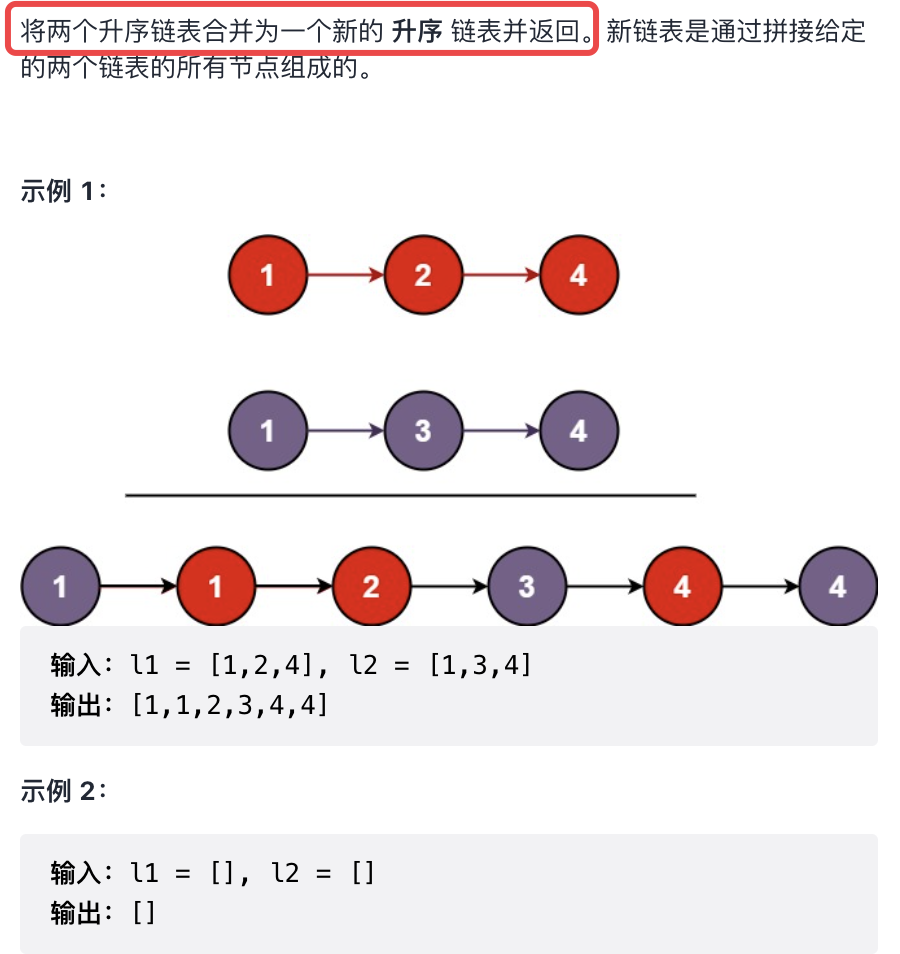 将两个升序链表合并为一个新的 升序 链表并返回。新链表是通过拼接给定
的两个链表的所有节点组成的。
示例 1：
1 2 4
1 3 4
1 1 2 3 4 4
输入：l1 = [1,2,4], l2 = [1,3,4]
输出：[1,1,2,3,4,4]
示例 2：
输入：l1 = [], l2 = []
输出：[]